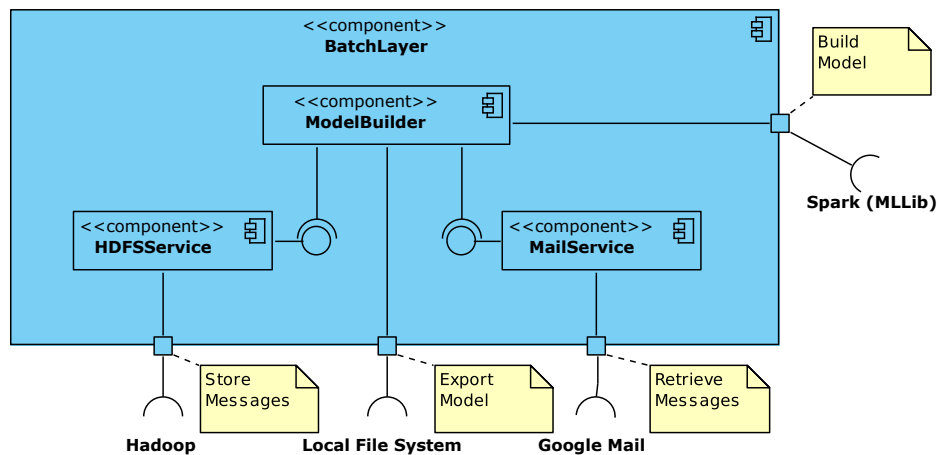 <<component>>
BatchLayer
Build
Model
<<component>>
ModelBuilder
Spark (MLLib)
<<component>>
HDFSService
<<component>>
MailService
Store
Messages
Export
Model
Retrieve
Messages
Hadoop
Local File System
Google Mail